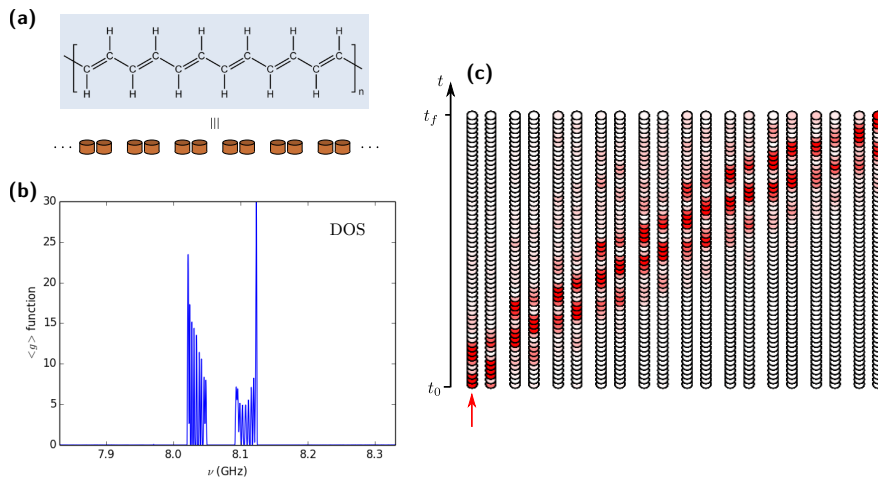 (a)
H H H H H H
C C C C C C C C C C C C
H H H H H H
n
≡
··· ···
(b)
30
25
20
15
10
5
0
<g> function
DOS
7.9 8.0 8.1 8.2 8.3
ν (GHz)
(c)
t
t_f
t_0